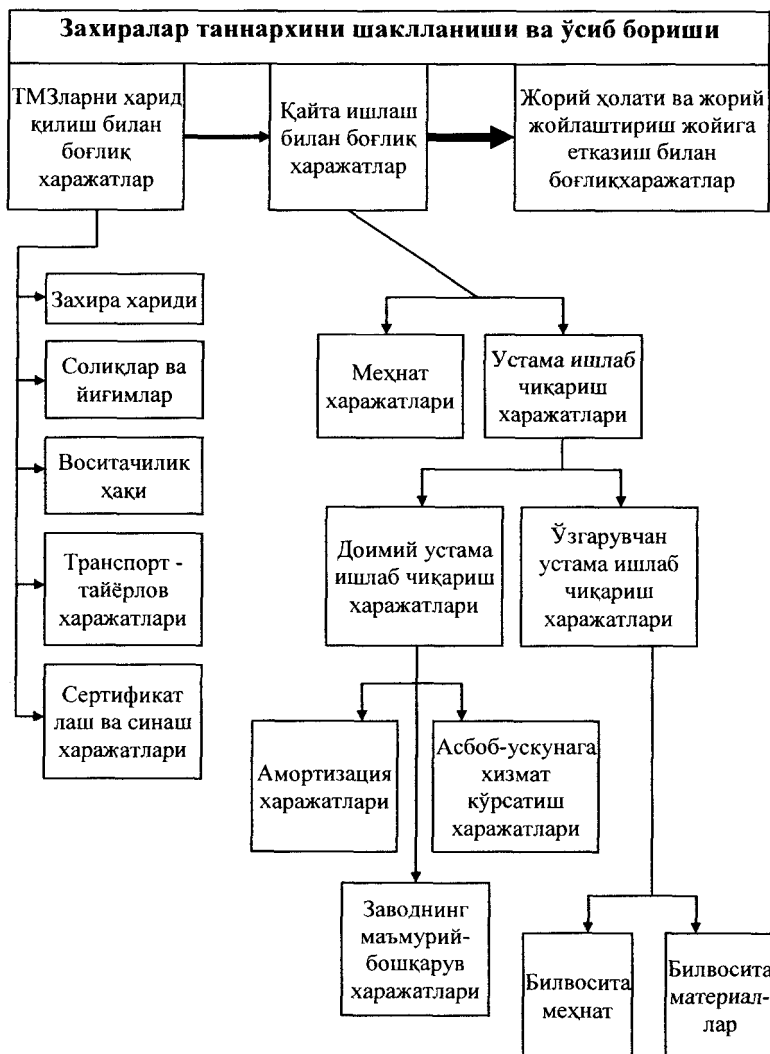 Захиралар таннархини шаклланиши ва ўсиб бориши
ТМЗларни харид
қилиш билан
боғлиқ
харажатлар
Қайта ишлаш
билан боғлиқ
харажатлар
Жорий ҳолати ва жорий
жойлаштириш жойига
етказиш билан
боғлиқхаражатлар
Захира хариди
Солиқлар ва
йиғимлар
Воситачилик
ҳақи
Транспорт -
тайёрлов
харажатлари
Сертификат
лаш ва синаш
харажатлари
Меҳнат
харажатлари
Устама ишлаб
чиқариш
харажатлари
Доимий устама
ишлаб чиқариш
харажатлари
Ўзгарувчан
устама ишлаб
чиқариш
харажатлари
Амортизация
харажатлари
Асбоб-ускунага
хизмат
кўрсатиш
харажатлари
Заводнинг
маъмурий-
бошқарув
харажатлари
Билвосита
меҳнат
Билвосита
материал-
лар